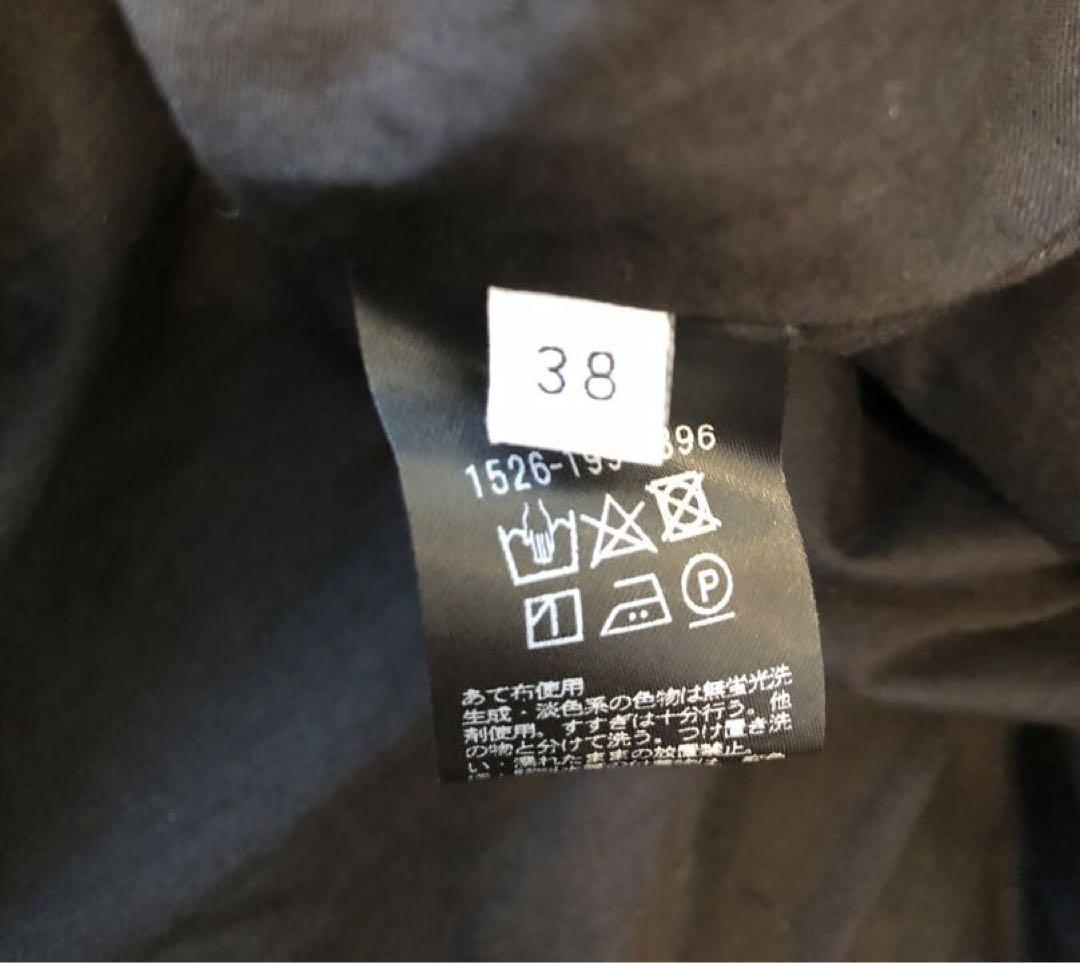 38
1526-199 896
P
あて布使用
生成・淡色系の色物は無蛍光洗
剤使用。すすぎは十分行う。他
の物と分けて洗う。つけ置き洗
い・濡れたままの放置禁止。